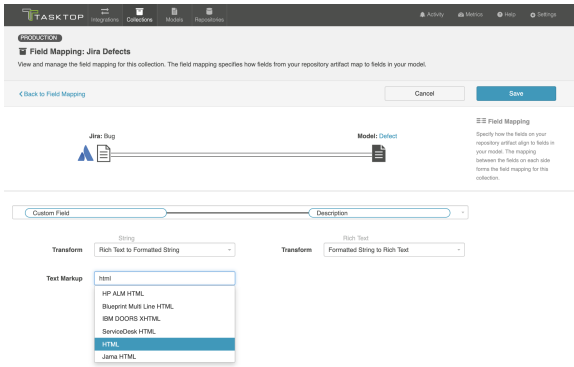 TASKTOP
Integrations
Collections
Models
Repositories
Activity
Metrics
Help
Settings
PRODUCTION
Field Mapping: Jira Defects
View and manage the field mapping for this collection. The field mapping specifies how fields from your repository artifact map to fields in your model.
Back to Field Mapping
Cancel
Save
Field Mapping
Specify how the fields on your
repository artifact align to fields in
your model. The mapping
between the fields on each side
forms the field mapping for this
collection.
Jira: Bug
Model: Defect
Custom Field
Description
String
Rich Text
Transform
Rich Text to Formatted String
Transform
Formatted String to Rich Text
Text Markup
html
HP ALM HTML
Blueprint Multi Line HTML
IBM DOORS XHTML
ServiceDesk HTML
HTML
Jama HTML